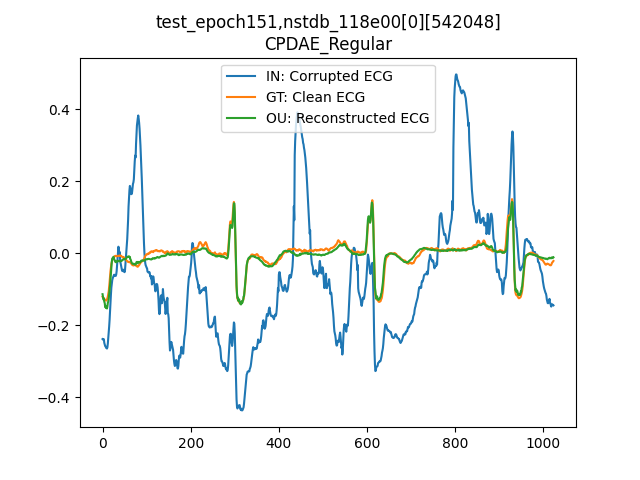 test_epoch151,nstdb_118e00[0][542048]
CPDAE_Regular
IN: Corrupted ECG
GT: Clean ECG
OU: Reconstructed ECG
0.4
0.2
0.0
−0.2
−0.4
0 200 400 600 800 1000